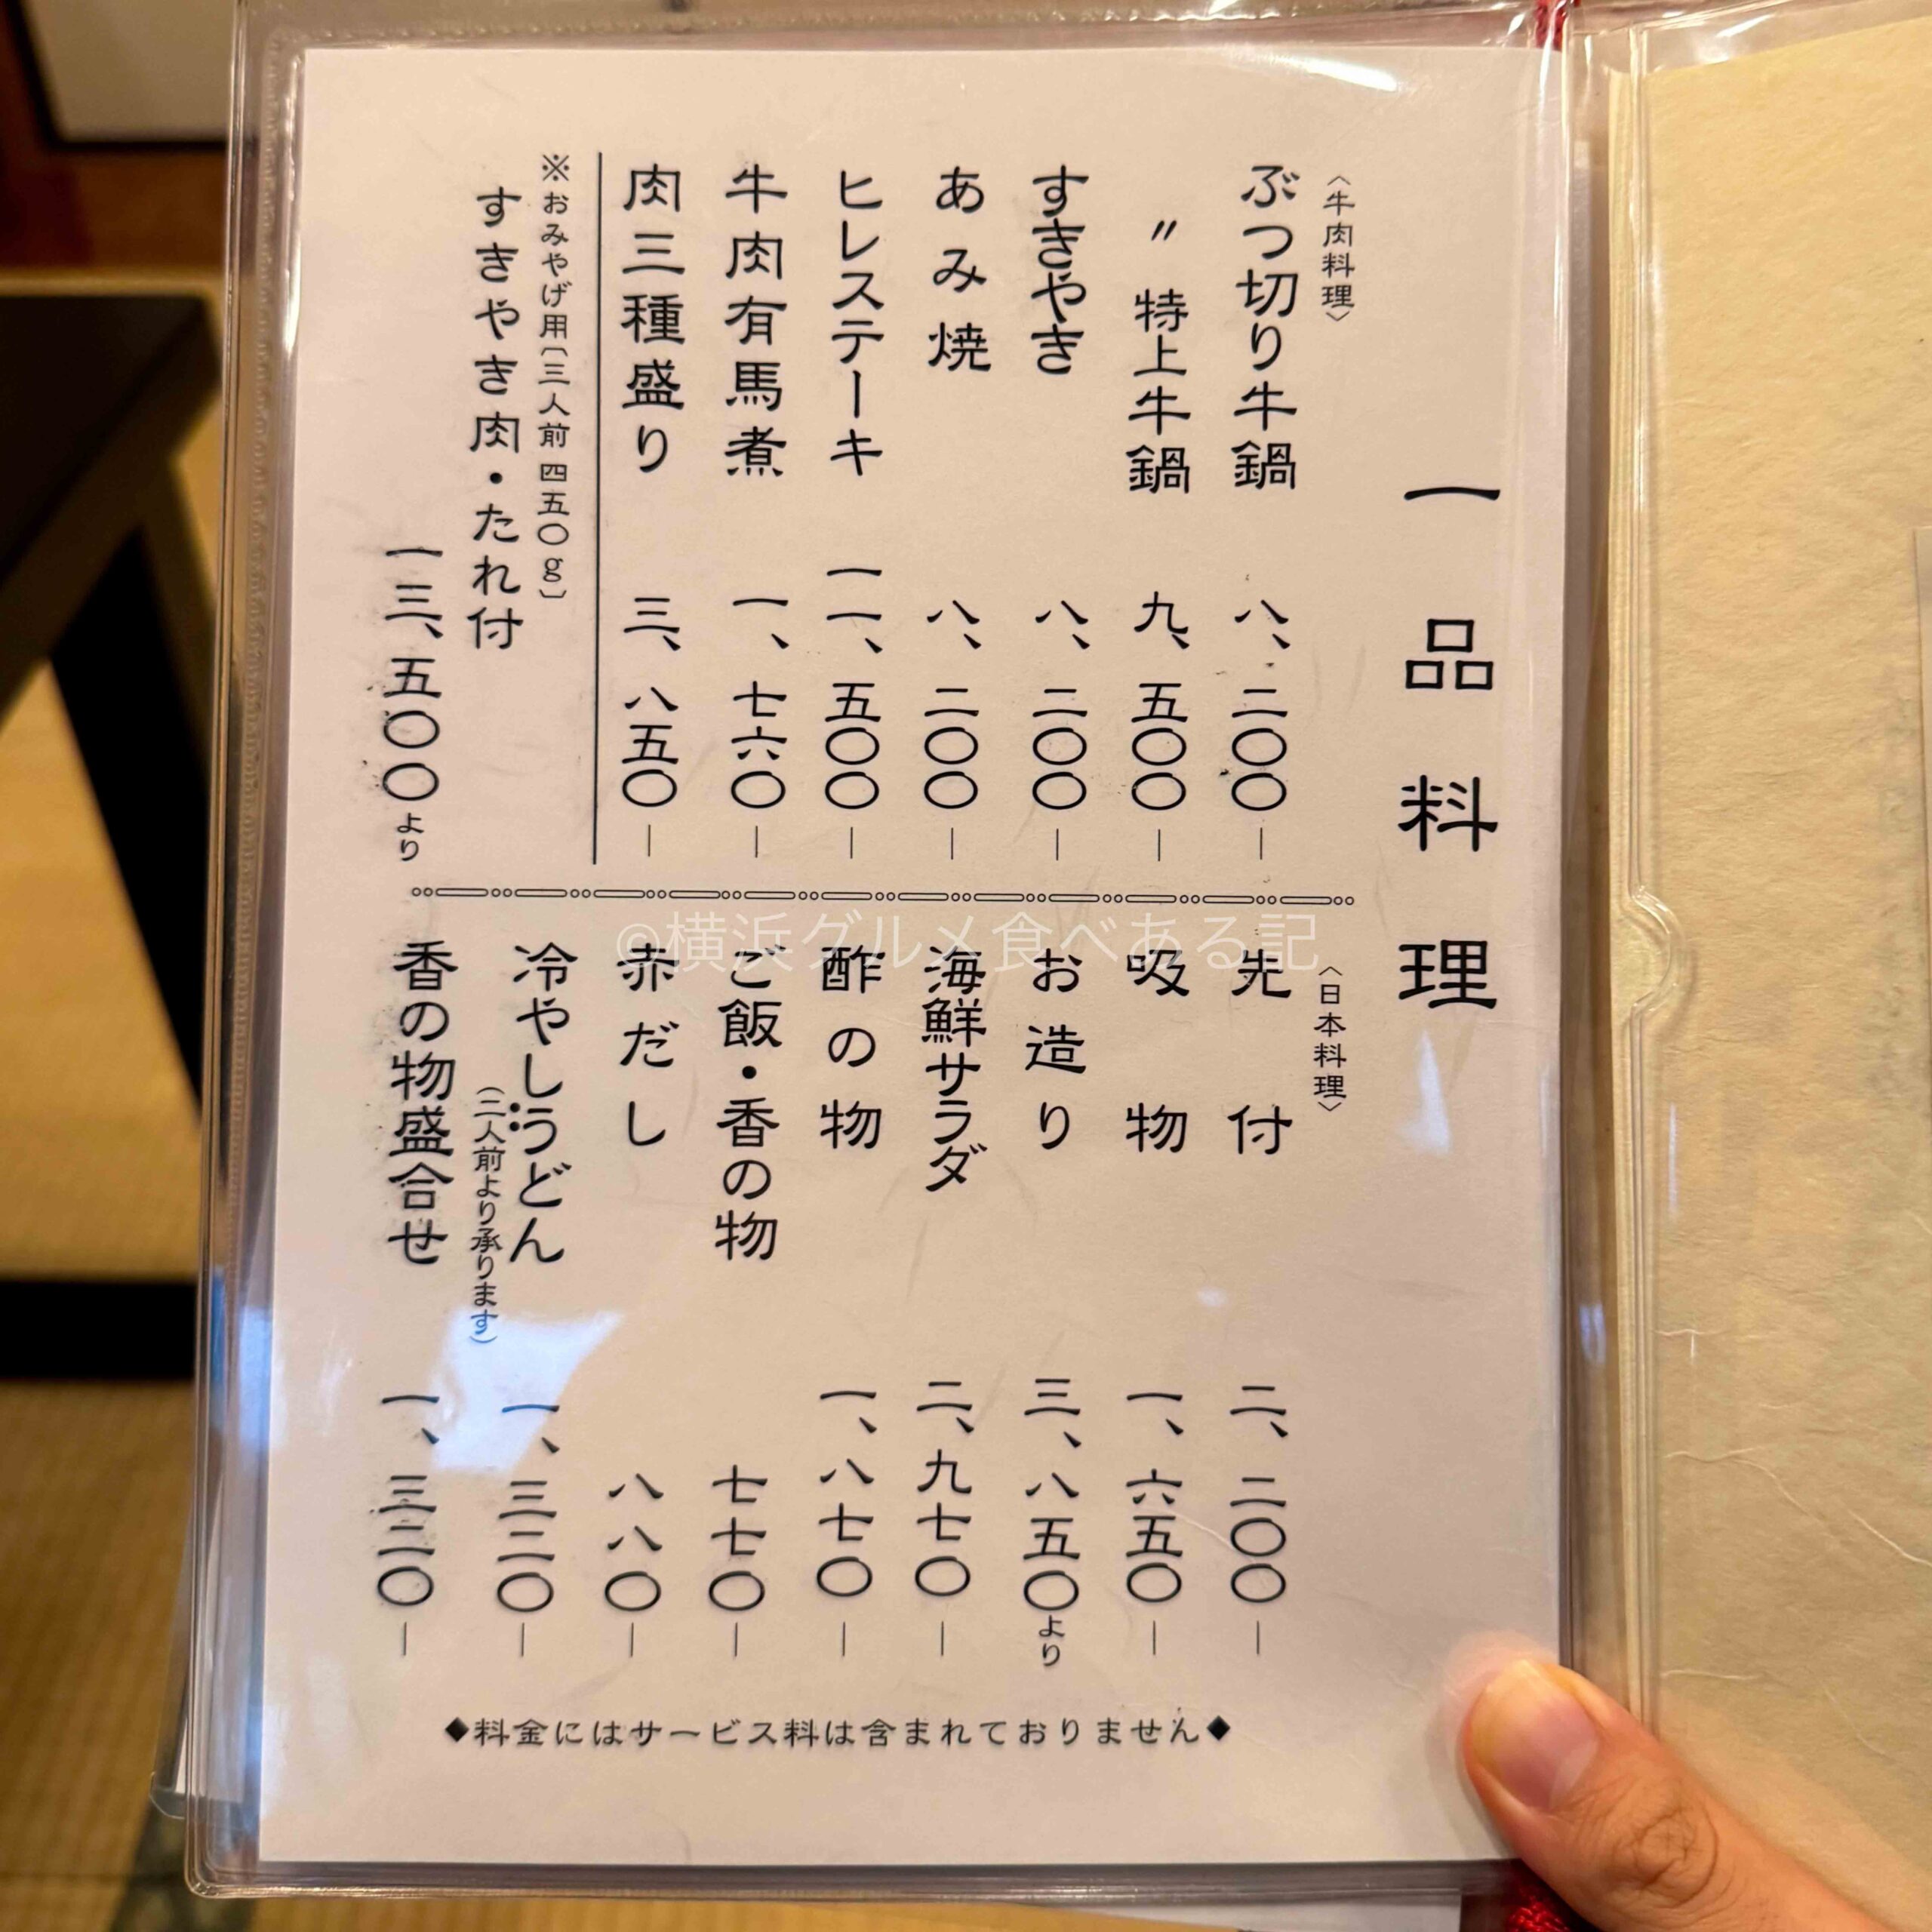 一品料理
〈牛肉料理〉
ぶつ切り牛鍋 八、二〇〇―
〃 特上牛鍋 九、五〇〇―
すきやき 八、二〇〇―
あみ焼 八、二〇〇―
ヒレステーキ 一一、五〇〇―
牛肉有馬煮 一、七六〇―
肉三種盛り 三、八五〇―
※おみやげ用〔三人前 四五〇g〕
すきやき肉・たれ付
一三、五〇〇より
〈日本料理〉
先付 二、二〇〇―
吸物 一、六五〇―
お造り 三、八五〇より
海鮮サラダ 二、九七〇―
酢の物 一、八七〇―
ご飯・香の物 七七〇―
赤だし 八八〇―
冷やしうどん 一、三二〇―
(二人前より承ります)
香の物盛合せ 一、三二〇―
◆料金にはサービス料は含まれておりません◆
©横浜グルメ食べある記